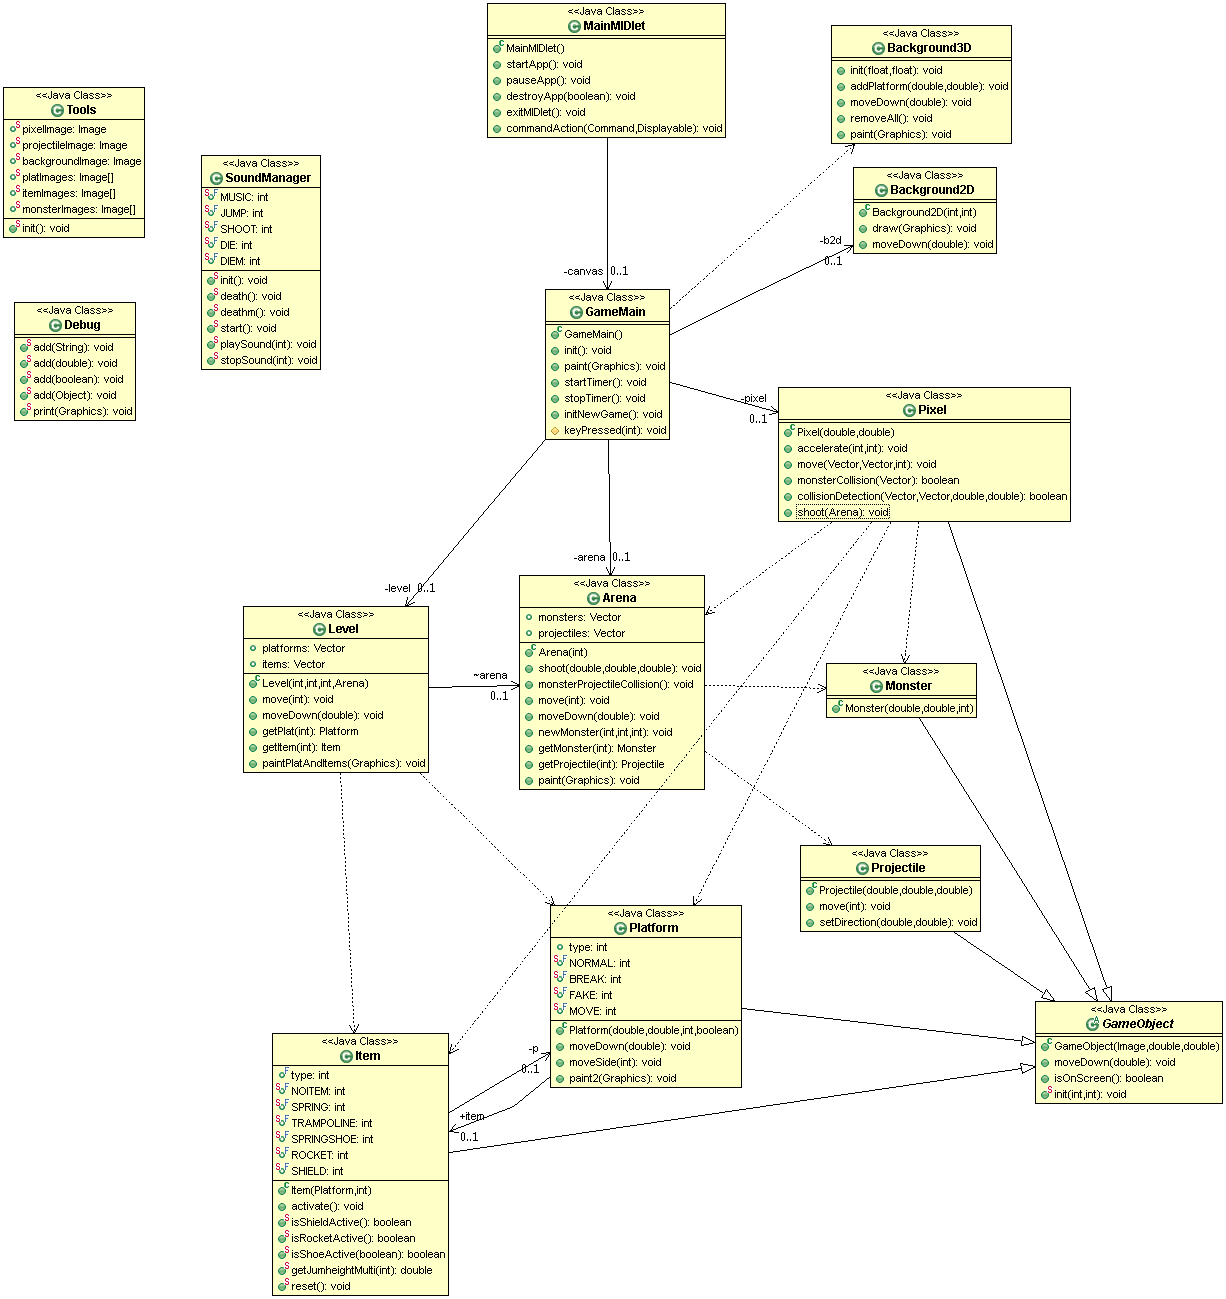 <<Java Class>>
MainMIDlet
MainMIDlet()
startApp(): void
pauseApp(): void
destroyApp(boolean): void
exitMIDlet(): void
commandAction(Command,Displayable): void
<<Java Class>>
Background3D
init(float,float): void
addPlatform(double,double): void
moveDown(double): void
removeAll(): void
paint(Graphics): void
<<Java Class>>
Tools
pixelImage: Image
projectileImage: Image
backgroundImage: Image
platImages: Image[]
itemImages: Image[]
monsterImages: Image[]
init(): void
<<Java Class>>
SoundManager
MUSIC: int
JUMP: int
SHOOT: int
DIE: int
DIEM: int
init(): void
death(): void
deathm(): void
start(): void
playSound(int): void
stopSound(int): void
<<Java Class>>
Background2D
Background2D(int,int)
draw(Graphics): void
moveDown(double): void
-b2d
0..1
-canvas 0..1
<<Java Class>>
GameMain
GameMain()
init(): void
paint(Graphics): void
startTimer(): void
stopTimer(): void
initNewGame(): void
keyPressed(int): void
<<Java Class>>
Debug
add(String): void
add(double): void
add(boolean): void
add(Object): void
print(Graphics): void
-pixel
0..1
<<Java Class>>
Pixel
Pixel(double,double)
accelerate(int,int): void
move(Vector,Vector,int): void
monsterCollision(Vector): boolean
collisionDetection(Vector,Vector,double,double): boolean
shoot(Arena): void
-arena 0..1
-level 0..1
<<Java Class>>
Arena
monsters: Vector
projectiles: Vector
Arena(int)
shoot(double,double,double): void
monsterProjectileCollision(): void
move(int): void
moveDown(double): void
newMonster(int,int,int): void
getMonster(int): Monster
getProjectile(int): Projectile
paint(Graphics): void
<<Java Class>>
Level
platforms: Vector
items: Vector
Level(int,int,int,Arena)
move(int): void
moveDown(double): void
getPlat(int): Platform
getItem(int): Item
paintPlatAndItems(Graphics): void
~arena
0..1
<<Java Class>>
Monster
Monster(double,double,int)
<<Java Class>>
Projectile
Projectile(double,double,double)
move(int): void
setDirection(double,double): void
<<Java Class>>
Platform
type: int
NORMAL: int
BREAK: int
FAKE: int
MOVE: int
Platform(double,double,int,boolean)
moveDown(double): void
moveSide(int): void
paint2(Graphics): void
<<Java Class>>
GameObject
GameObject(Image,double,double)
moveDown(double): void
isOnScreen(): boolean
init(int,int): void
<<Java Class>>
Item
type: int
NOITEM: int
SPRING: int
TRAMPOLINE: int
SPRINGSHOE: int
ROCKET: int
SHIELD: int
Item(Platform,int)
activate(): void
isShieldActive(): boolean
isRocketActive(): boolean
isShoeActive(boolean): boolean
getJumheightMulti(int): double
reset(): void
-p
0..1
+item
0..1